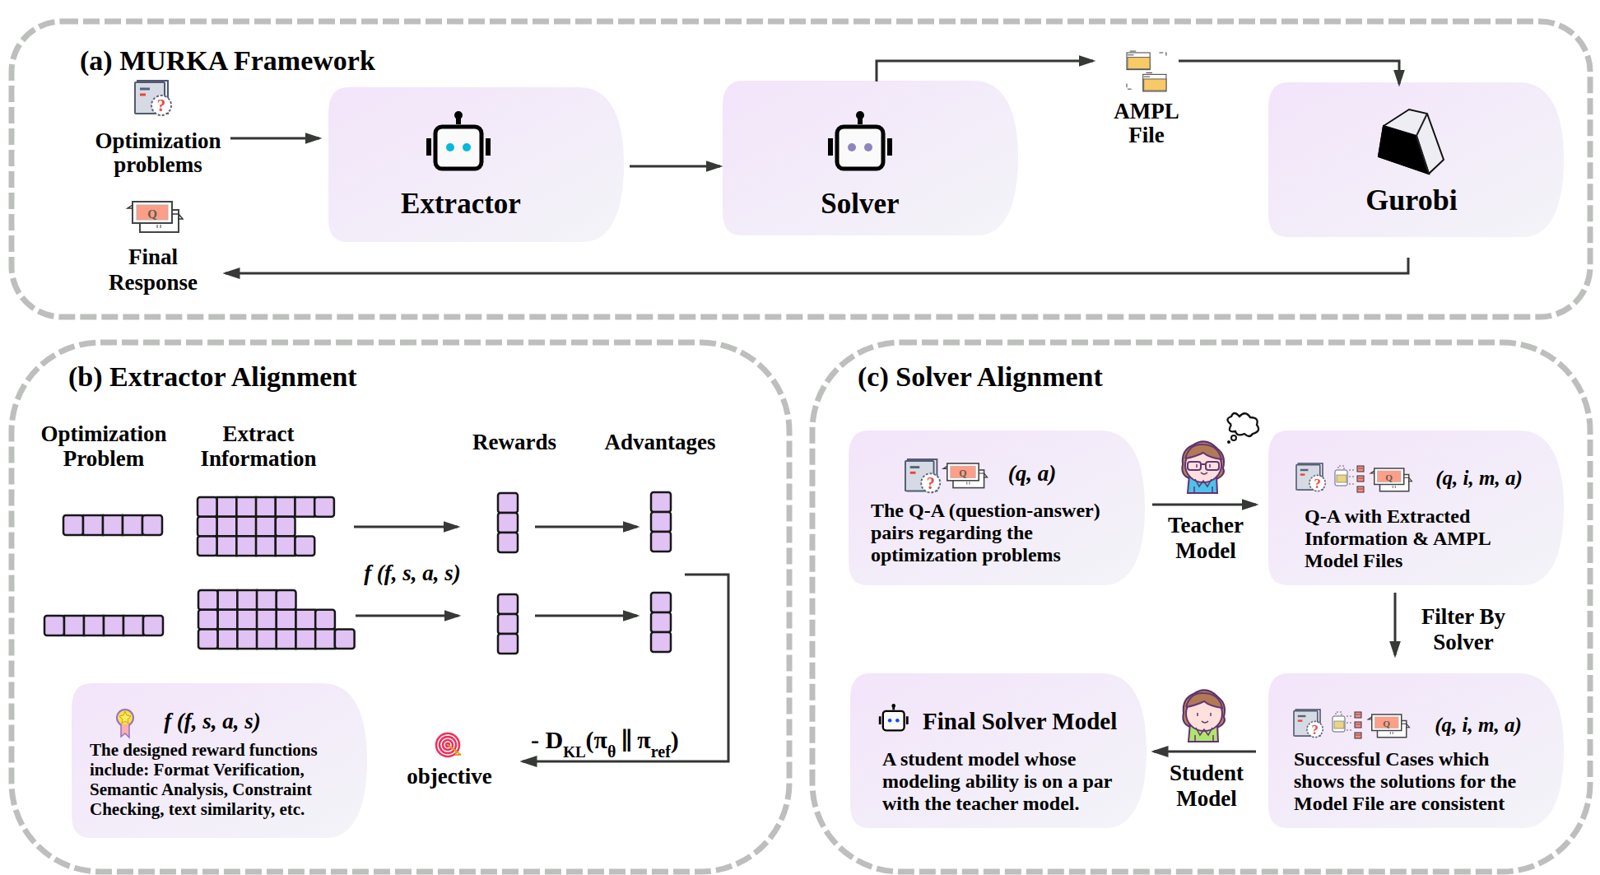 (a) MURKA Framework
?
Optimization
problems
Extractor
Solver
AMPL
File
Gurobi
Q
Final
Response
(b) Extractor Alignment
Optimization
Problem
Extract
Information
Rewards
Advantages
f (f, s, a, s)
f (f, s, a, s)
The designed reward functions
include: Format Verification,
Semantic Analysis, Constraint
Checking, text similarity, etc.
objective
- DKL(πθ ∥ πref)
(c) Solver Alignment
?
Q
(q, a)
The Q-A (question-answer)
pairs regarding the
optimization problems
Teacher
Model
?
Q
(q, i, m, a)
Q-A with Extracted
Information & AMPL
Model Files
Filter By
Solver
?
Q
(q, i, m, a)
Successful Cases which
shows the solutions for the
Model File are consistent
Student
Model
Final Solver Model
A student model whose
modeling ability is on a par
with the teacher model.